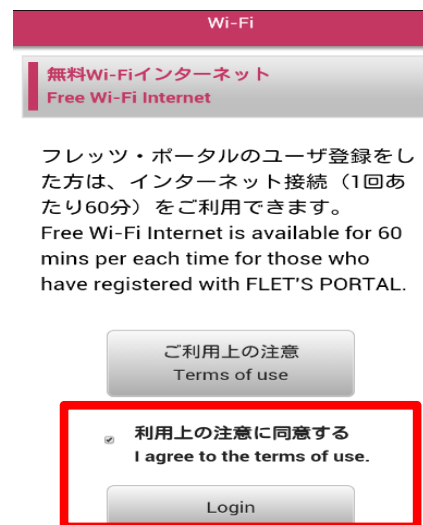 Wi-Fi
無料Wi-Fiインターネット
Free Wi-Fi Internet
フレッツ・ポータルのユーザ登録をし
た方は、インターネット接続（1回あ
たり60分）をご利用できます。
Free Wi-Fi Internet is available for 60
mins per each time for those who
have registered with FLET'S PORTAL.
ご利用上の注意
Terms of use
利用上の注意に同意する
I agree to the terms of use.
Login